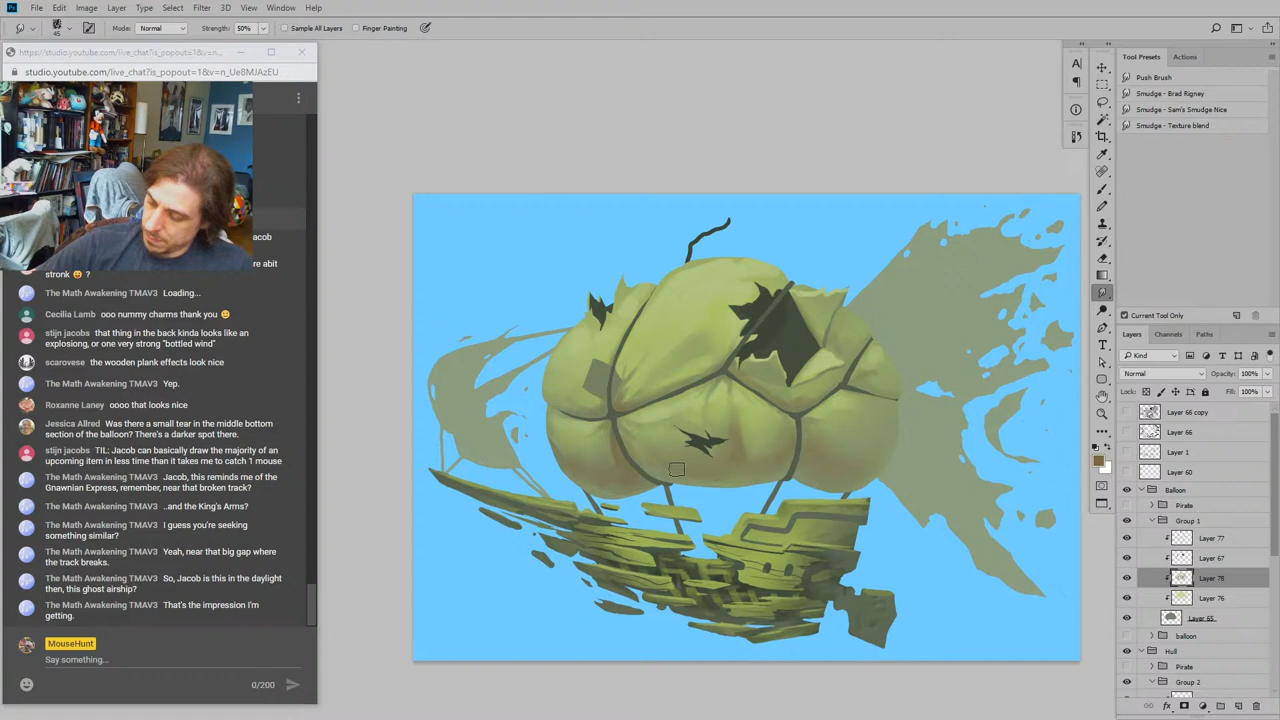 Ps File Edit Image Layer Type Select Filter 3D View Window Help
45 Mode: Normal Strength: 50% Sample All Layers Finger Painting
https://studio.youtube.com/live_chat?is_popout=1&v=n_...
studio.youtube.com/live_chat?is_popout=1&v=n_Ue8MJAzEU
acob
re abit
stronk ?
The Math Awakening TMAV3 Loading...
Cecilia Lamb ooo nummy charms thank you
stijn jacobs that thing in the back kinda looks like an
explosiong, or one very strong "bottled wind"
scarovese the wooden plank effects look nice
The Math Awakening TMAV3 Yep.
Roxanne Laney oooo that looks nice
Jessica Allred Was there a small tear in the middle bottom
section of the balloon? There's a darker spot there.
stijn jacobs TIL: Jacob can basically draw the majority of an
upcoming item in less time than it takes me to catch 1 mouse
The Math Awakening TMAV3 Jacob, this reminds me of the
Gnawnian Express, remember, near that broken track?
The Math Awakening TMAV3 ..and the King's Arms?
The Math Awakening TMAV3 I guess you're seeking
something similar?
The Math Awakening TMAV3 Yeah, near that big gap where
the track breaks.
The Math Awakening TMAV3 So, Jacob is this in the daylight
then, this ghost airship?
The Math Awakening TMAV3 That's the impression I'm
getting.
MouseHunt
Say something...
0/200
Tool Presets Actions
Push Brush
Smudge - Brad Rigney
Smudge - Sam's Smudge Nice
Smudge - Texture blend
Current Tool Only
Layers Channels Paths
Kind
Normal Opacity: 100%
Lock: Fill: 100%
Layer 66 copy
Layer 66
Layer 1
Layer 60
Balloon
Pirate
Group 1
Layer 77
Layer 67
Layer 78
Layer 76
Layer 65
balloon
Hull
Pirate
Group 2